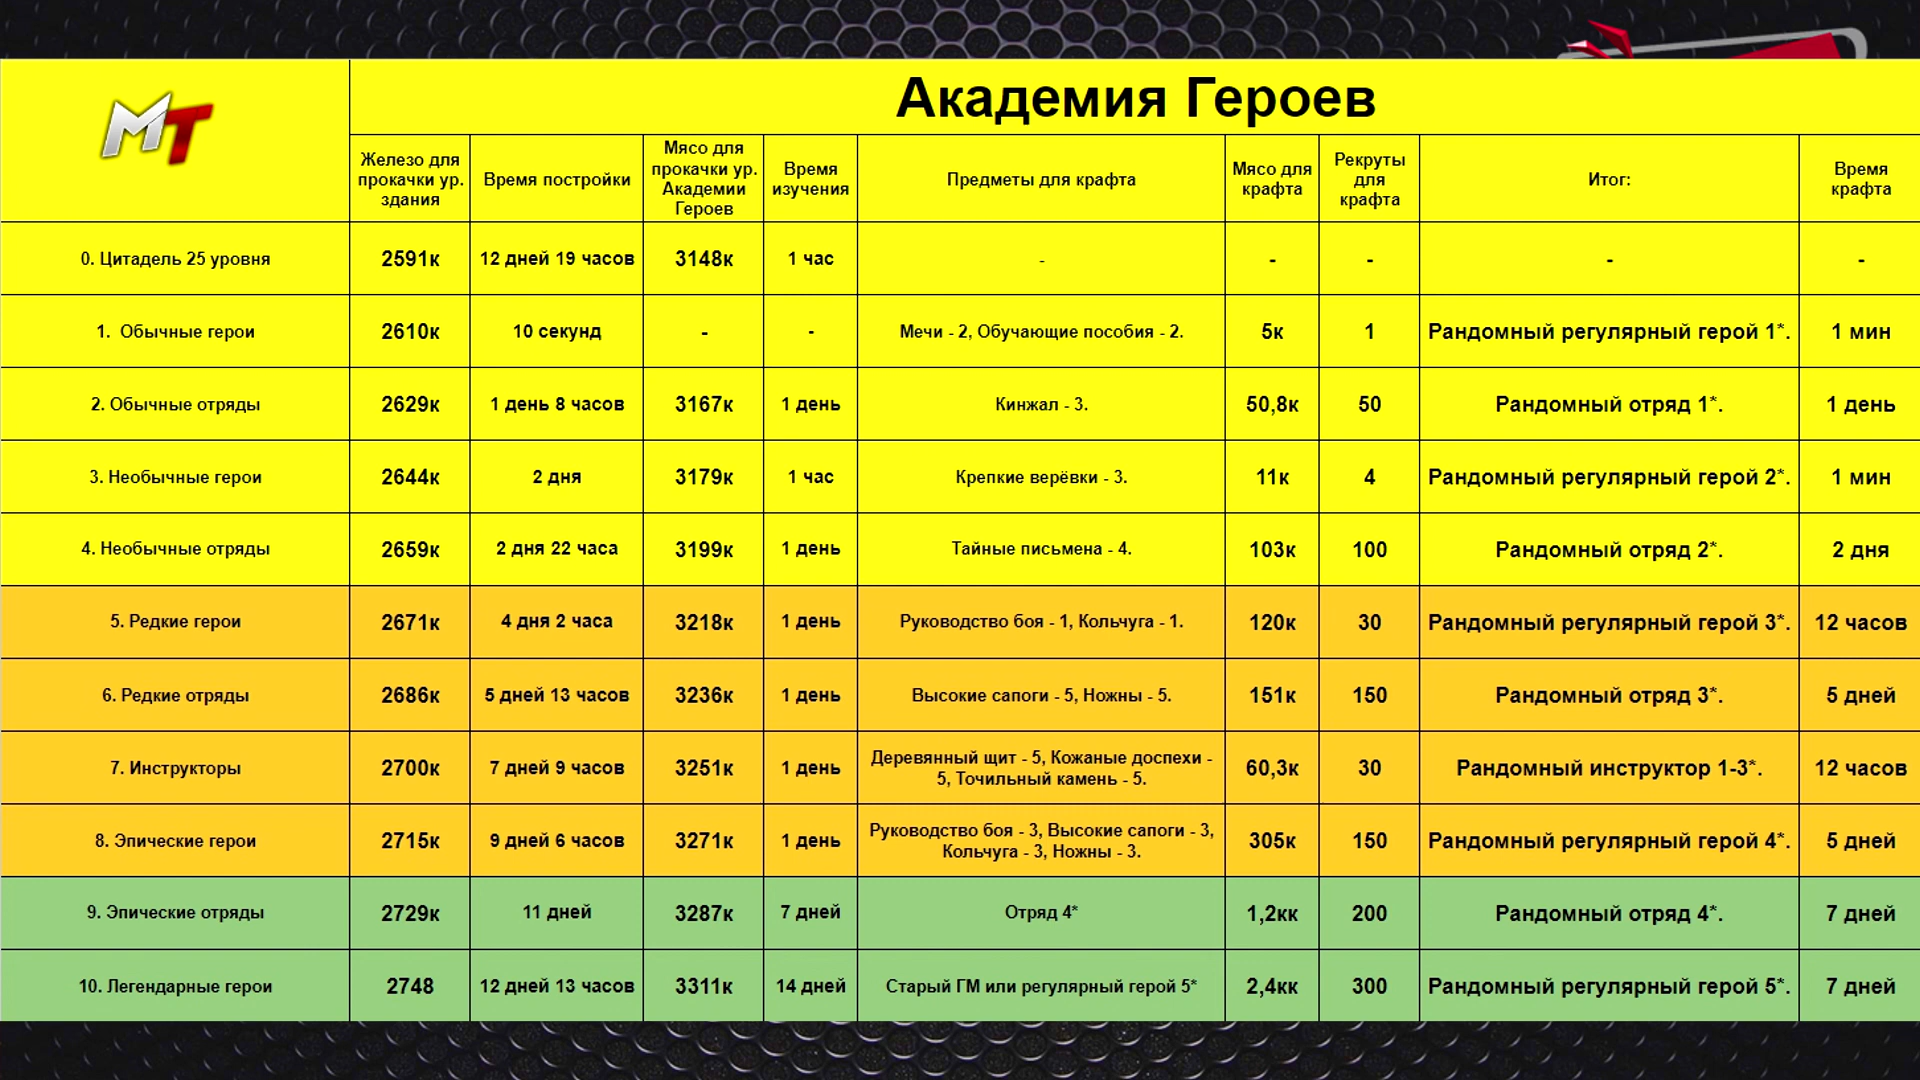 МТ
Академия Героев
Железо для
прокачки ур.
здания
Время постройки
Мясо для
прокачки ур.
Академии
Героев
Время
изучения
Предметы для крафта
Мясо для
крафта
Рекруты
для
крафта
Итог:
Время
крафта
0. Цитадель 25 уровня 2591к 12 дней 19 часов 3148к 1 час - - - - -
1. Обычные герои 2610к 10 секунд - - Мечи - 2, Обучающие пособия - 2. 5к 1 Рандомный регулярный герой 1*. 1 мин
2. Обычные отряды 2629к 1 день 8 часов 3167к 1 день Кинжал - 3. 50,8к 50 Рандомный отряд 1*. 1 день
3. Необычные герои 2644к 2 дня 3179к 1 час Крепкие верёвки - 3. 11к 4 Рандомный регулярный герой 2*. 1 мин
4. Необычные отряды 2659к 2 дня 22 часа 3199к 1 день Тайные письмена - 4. 103к 100 Рандомный отряд 2*. 2 дня
5. Редкие герои 2671к 4 дня 2 часа 3218к 1 день Руководство боя - 1, Кольчуга - 1. 120к 30 Рандомный регулярный герой 3*. 12 часов
6. Редкие отряды 2686к 5 дней 13 часов 3236к 1 день Высокие сапоги - 5, Ножны - 5. 151к 150 Рандомный отряд 3*. 5 дней
7. Инструкторы 2700к 7 дней 9 часов 3251к 1 день Деревянный щит - 5, Кожаные доспехи -
5, Точильный камень - 5. 60,3к 30 Рандомный инструктор 1-3*. 12 часов
8. Эпические герои 2715к 9 дней 6 часов 3271к 1 день Руководство боя - 3, Высокие сапоги - 3,
Кольчуга - 3, Ножны - 3. 305к 150 Рандомный регулярный герой 4*. 5 дней
9. Эпические отряды 2729к 11 дней 3287к 7 дней Отряд 4* 1,2кк 200 Рандомный отряд 4*. 7 дней
10. Легендарные герои 2748 12 дней 13 часов 3311к 14 дней Старый ГМ или регулярный герой 5* 2,4кк 300 Рандомный регулярный герой 5*. 7 дней